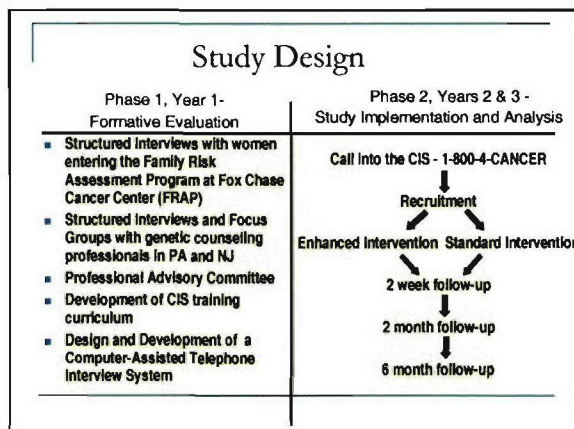 Study Design
Phase 1, Year 1-
Formative Evaluation
Structured Interviews with women
entering the Family Risk
Assessment Program at Fox Chase
Cancer Center (FRAP)
Structured Interviews and Focus
Groups with genetic counseling
professionals in PA and NJ
Professional Advisory Committee
Development of CIS training
curriculum
Design and Development of a
Computer-Assisted Telephone
Interview System
Phase 2, Years 2 & 3 -
Study Implementation and Analysis
Call into the CIS - 1-800-4-CANCER
Recruitment
Enhanced Intervention Standard Intervention
2 week follow-up
2 month follow-up
6 month follow-up